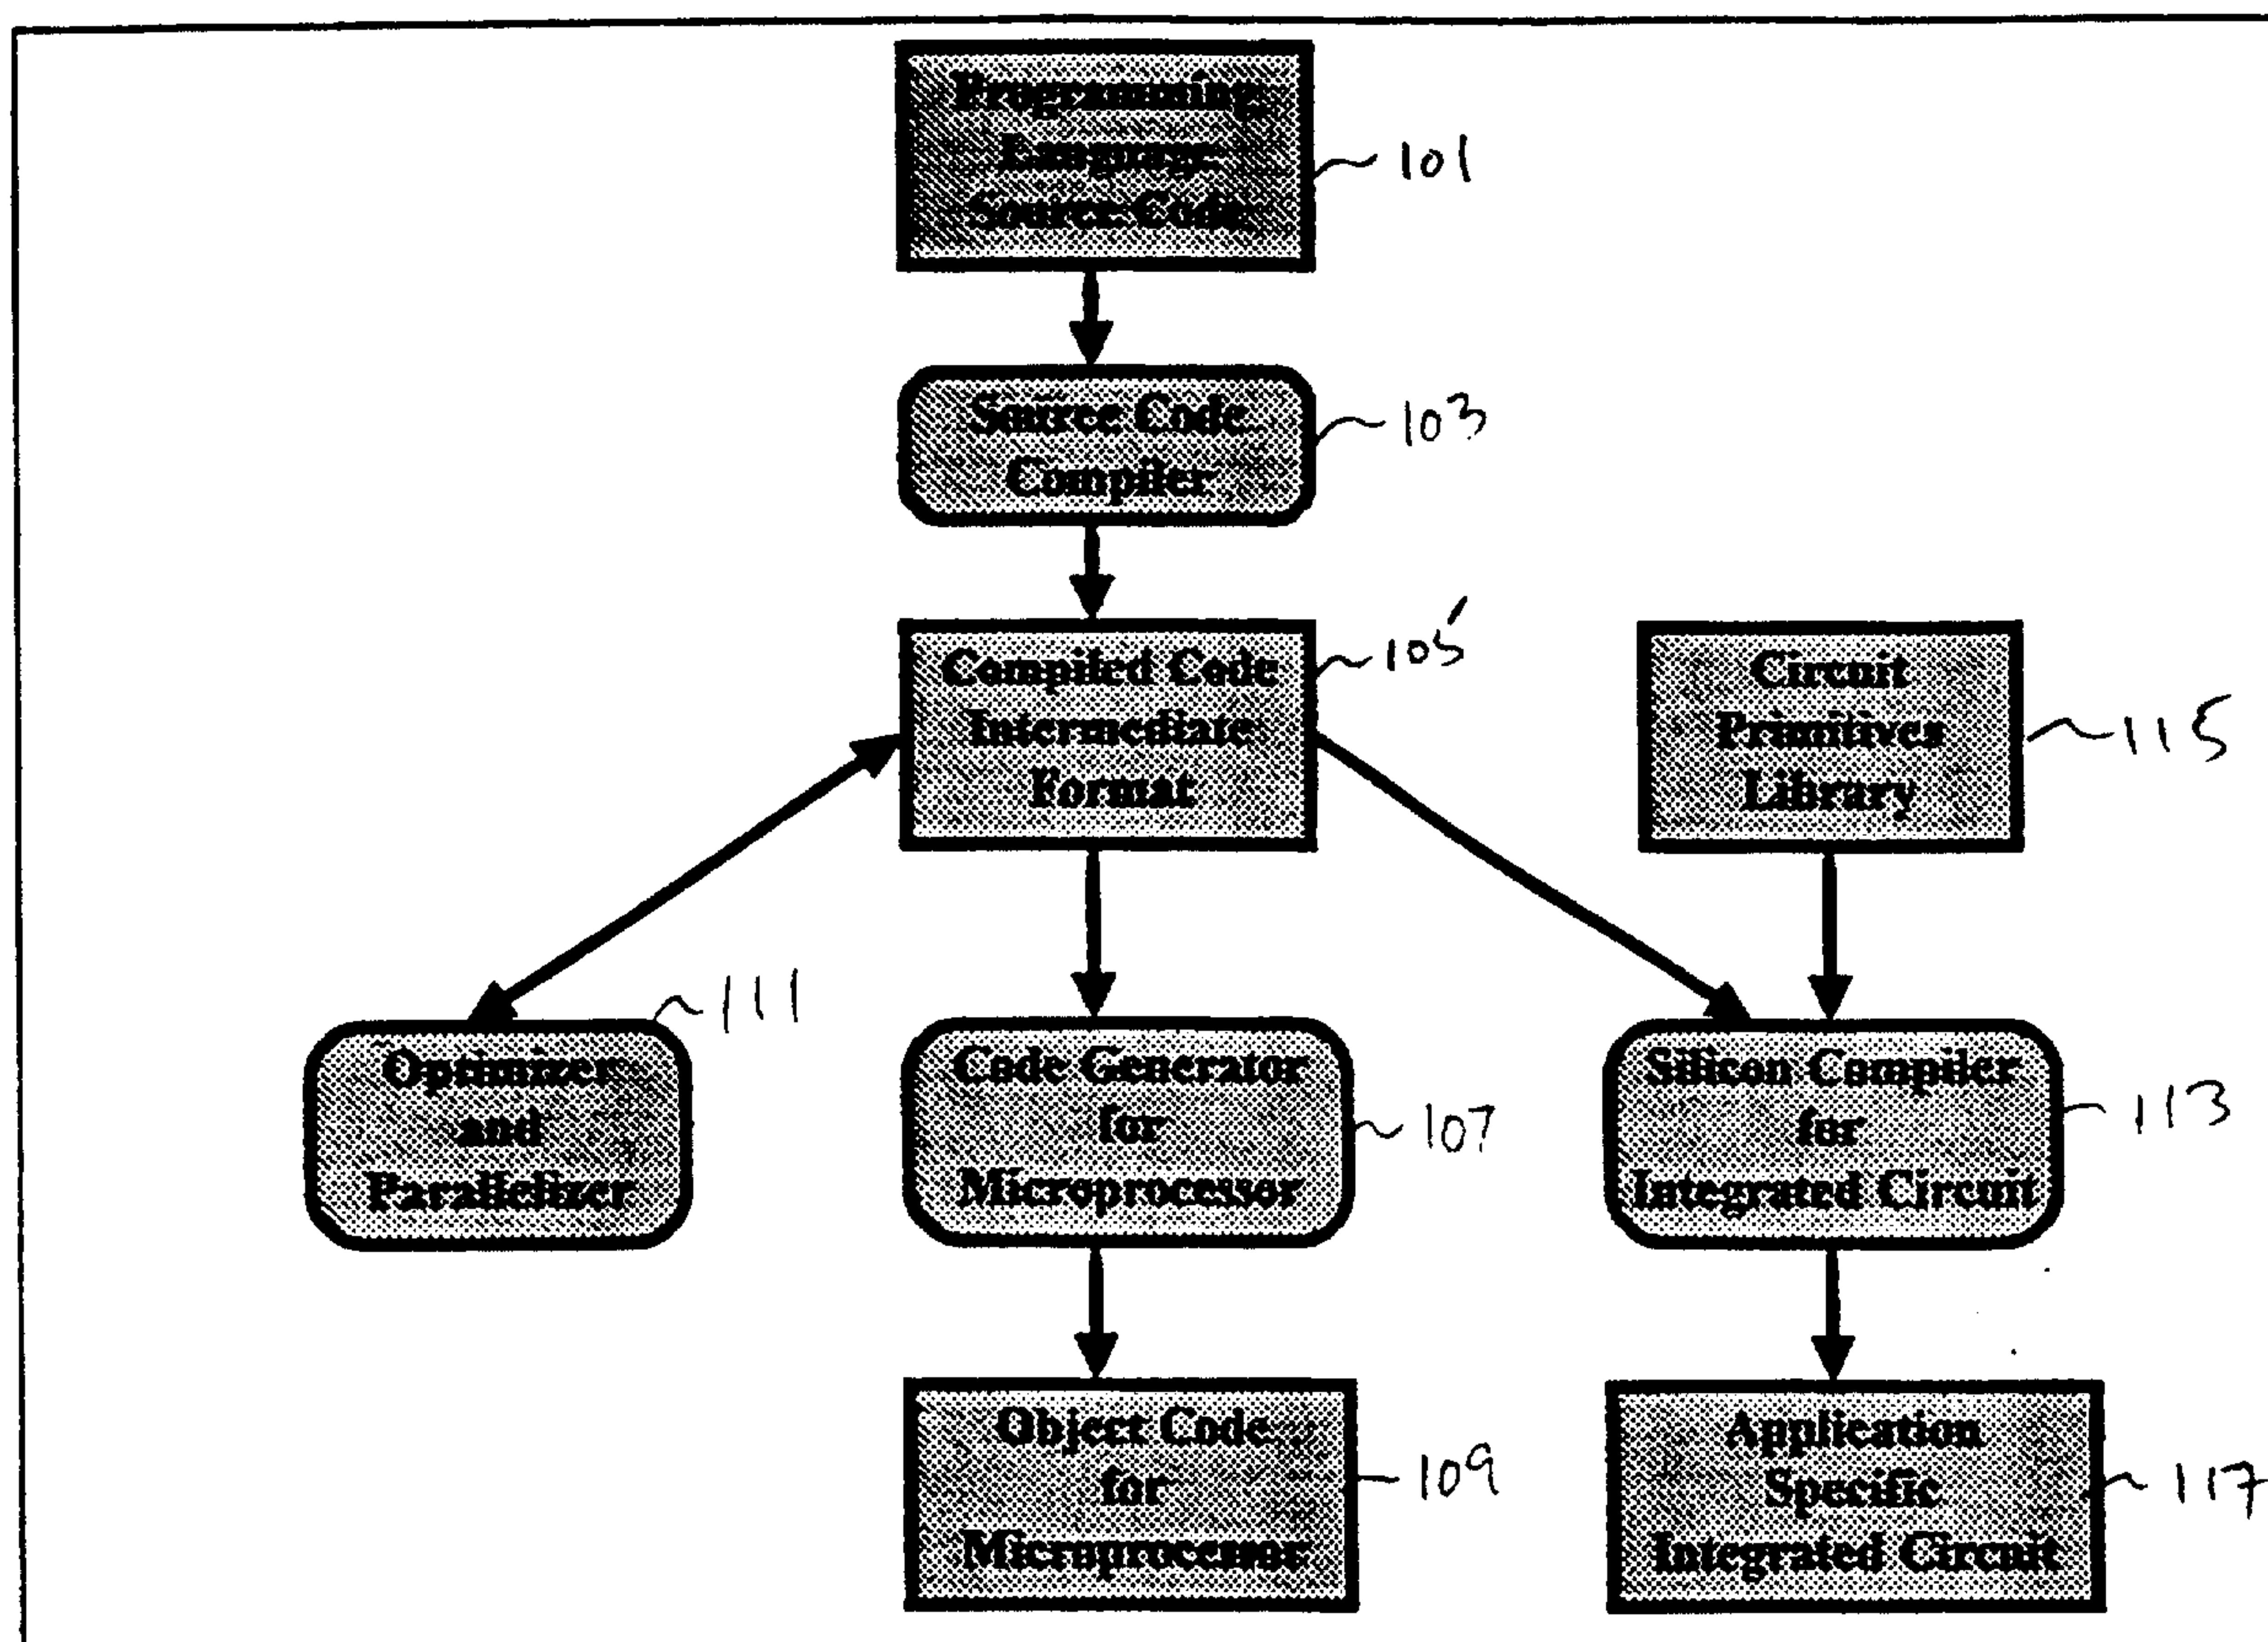 Programming
Language
Source Code
101
Source Code
Compiler
103
Compiled Code
Intermediate
Format
105
Circuit
Primitives
Library
115
Optimizer
and
Parallelizer
111
Code Generator
for
Microprocessor
107
Silicon Compiler
for
Integrated Circuit
113
Object Code
for
Microprocessor
109
Application
Specific
Integrated Circuit
117